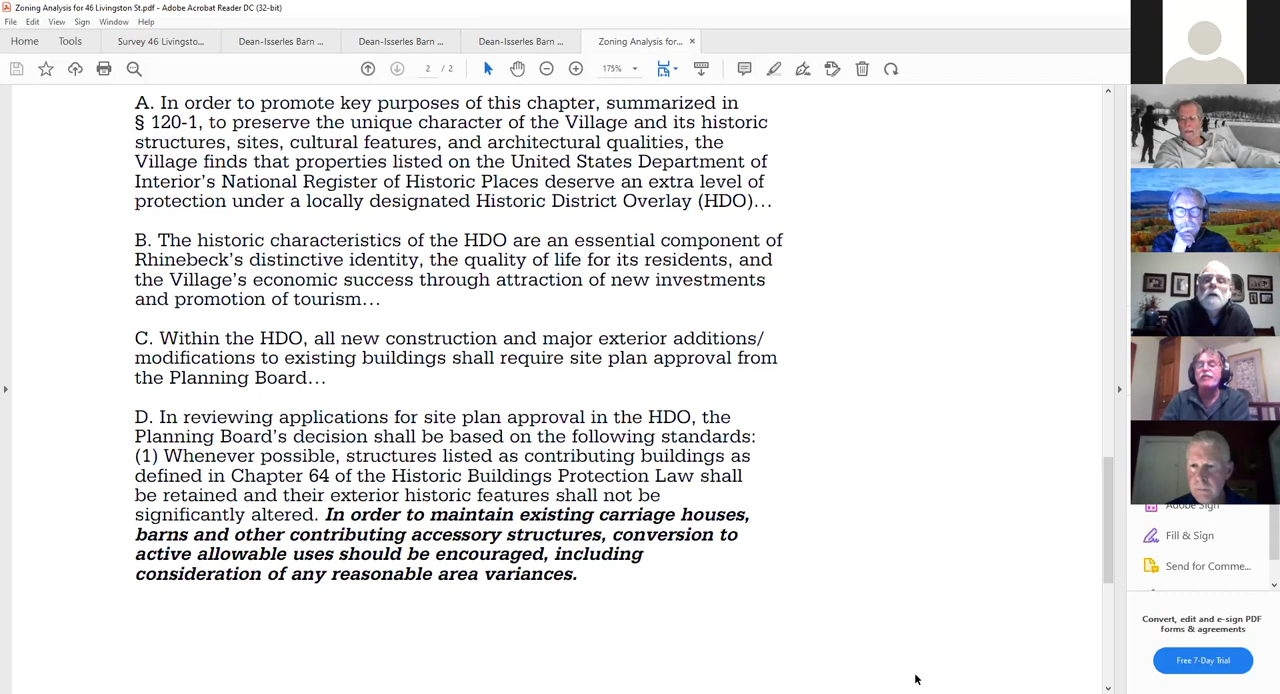 Zoning Analysis for 46 Livingston St.pdf - Adobe Acrobat Reader DC (32-bit)
File Edit View Sign Window Help
Home Tools Survey 46 Livingsto... Dean-Isserles Barn ... Dean-Isserles Barn ... Dean-Isserles Barn ... Zoning Analysis for... ×
2 / 2 175%
A. In order to promote key purposes of this chapter, summarized in
§ 120-1, to preserve the unique character of the Village and its historic
structures, sites, cultural features, and architectural qualities, the
Village finds that properties listed on the United States Department of
Interior's National Register of Historic Places deserve an extra level of
protection under a locally designated Historic District Overlay (HDO)…
B. The historic characteristics of the HDO are an essential component of
Rhinebeck's distinctive identity, the quality of life for its residents, and
the Village's economic success through attraction of new investments
and promotion of tourism…
C. Within the HDO, all new construction and major exterior additions/
modifications to existing buildings shall require site plan approval from
the Planning Board…
D. In reviewing applications for site plan approval in the HDO, the
Planning Board's decision shall be based on the following standards:
(1) Whenever possible, structures listed as contributing buildings as
defined in Chapter 64 of the Historic Buildings Protection Law shall
be retained and their exterior historic features shall not be
significantly altered. In order to maintain existing carriage houses,
barns and other contributing accessory structures, conversion to
active allowable uses should be encouraged, including
consideration of any reasonable area variances.
Adobe Sign
Fill & Sign
Send for Comme...
Convert, edit and e-sign PDF
forms & agreements
Free 7-Day Trial